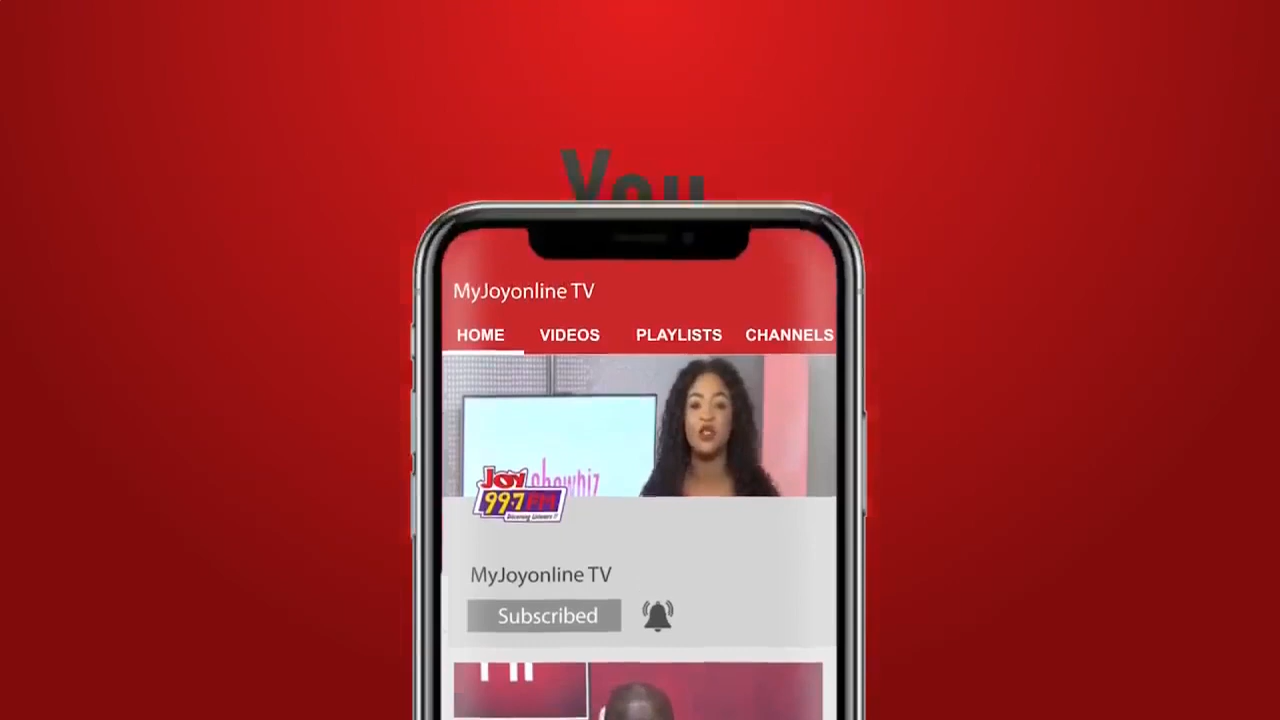 You
MyJoyonline TV
HOME VIDEOS PLAYLISTS CHANNELS
showbiz
JOY
99.7 FM
MyJoyonline TV
Subscribed